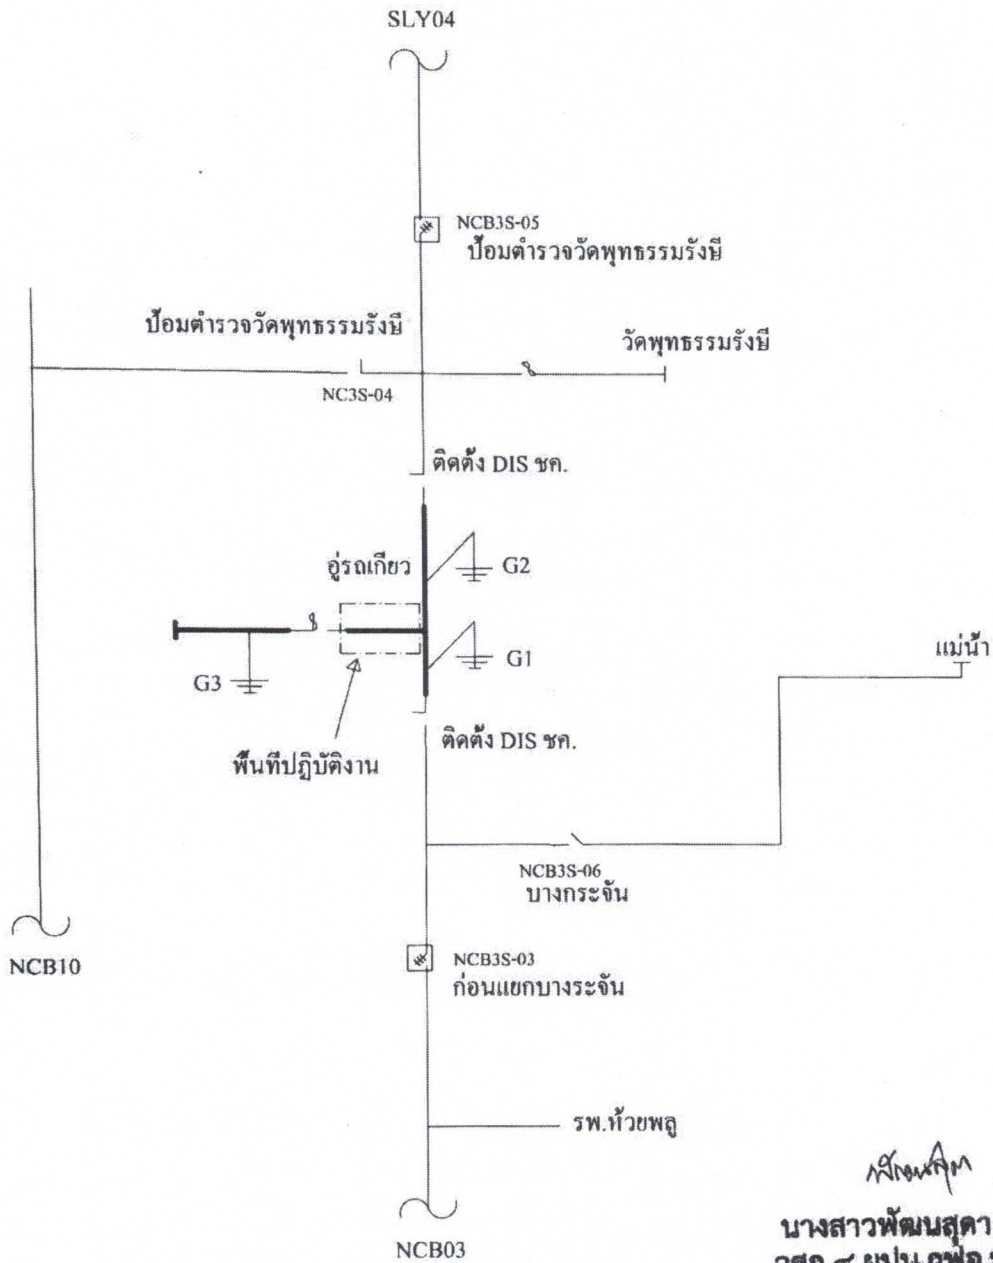 SLY04
NCB3S-05
ป้อมตำรวจวัดพุทธธรรมรังษี
ป้อมตำรวจวัดพุทธธรรมรังษี
วัดพุทธธรรมรังษี
NC3S-04
ติดตั้ง DIS ชค.
อู่รถเกียว
G2
G1
G3
แม่น้ำ
ติดตั้ง DIS ชค.
พื้นที่ปฏิบัติงาน
NCB3S-06
บางกระจัน
NCB10
NCB3S-03
ก่อนแยกบางระจัน
รพ.ห้วยพลู
NCB03
นางสาวพัฒนสุดา